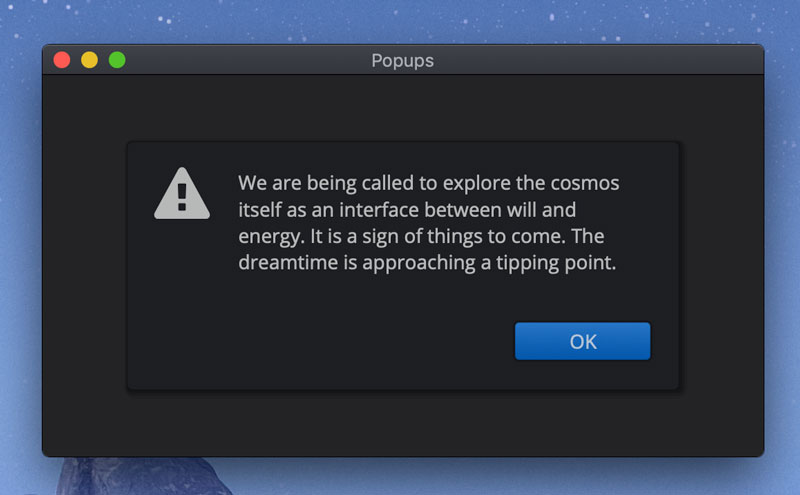 Popups
We are being called to explore the cosmos
itself as an interface between will and
energy. It is a sign of things to come. The
dreamtime is approaching a tipping point.
OK